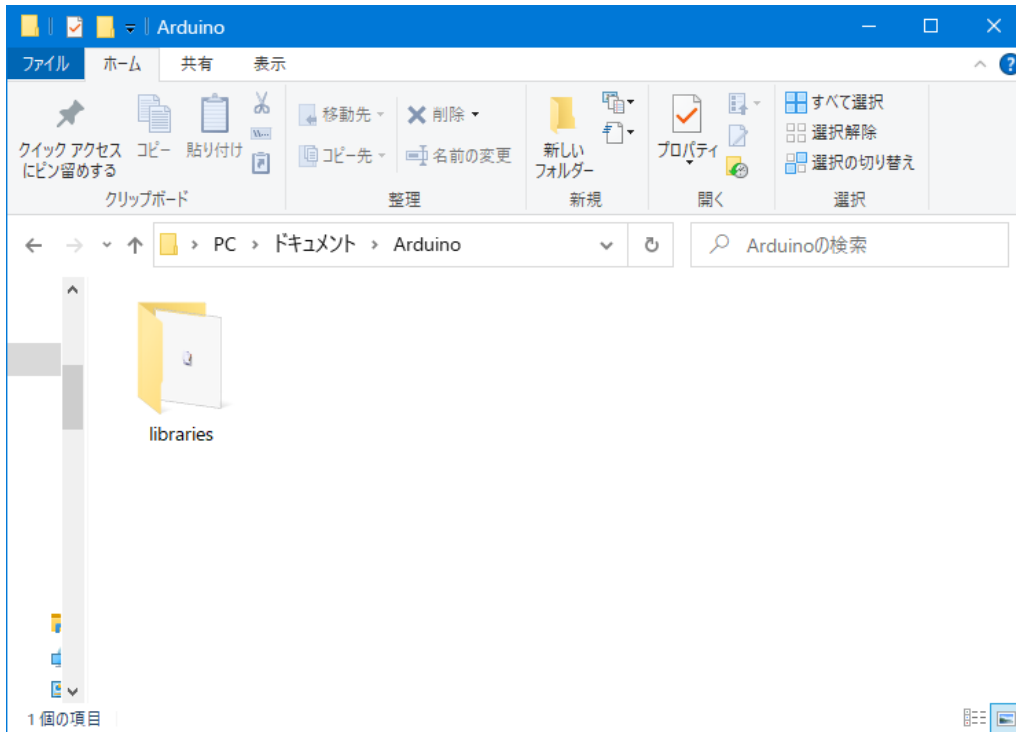 Arduino
ファイル ホーム 共有 表示
クイック アクセス
にピン留めする
コピー
貼り付け
クリップボード
移動先
コピー先
削除
名前の変更
整理
新しい
フォルダー
新規
プロパティ
開く
すべて選択
選択解除
選択の切り替え
選択
PC › ドキュメント › Arduino
Arduinoの検索
libraries
1 個の項目